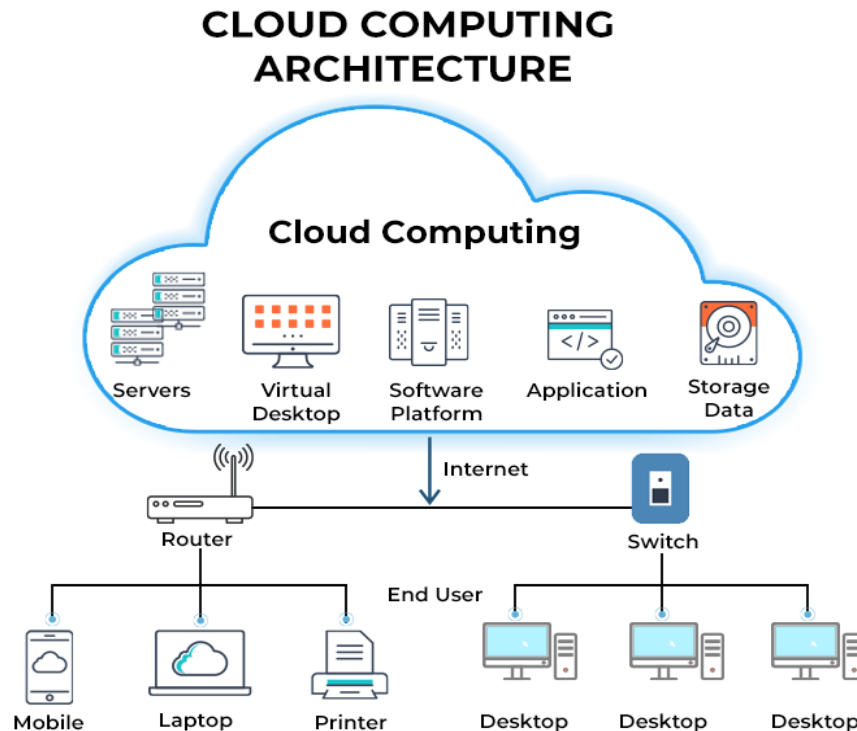 CLOUD COMPUTING
ARCHITECTURE
Cloud Computing
Servers
Virtual
Desktop
Software
Platform
</>
Application
Storage
Data
Internet
Router
Switch
End User
Mobile
Laptop
Printer
Desktop
Desktop
Desktop